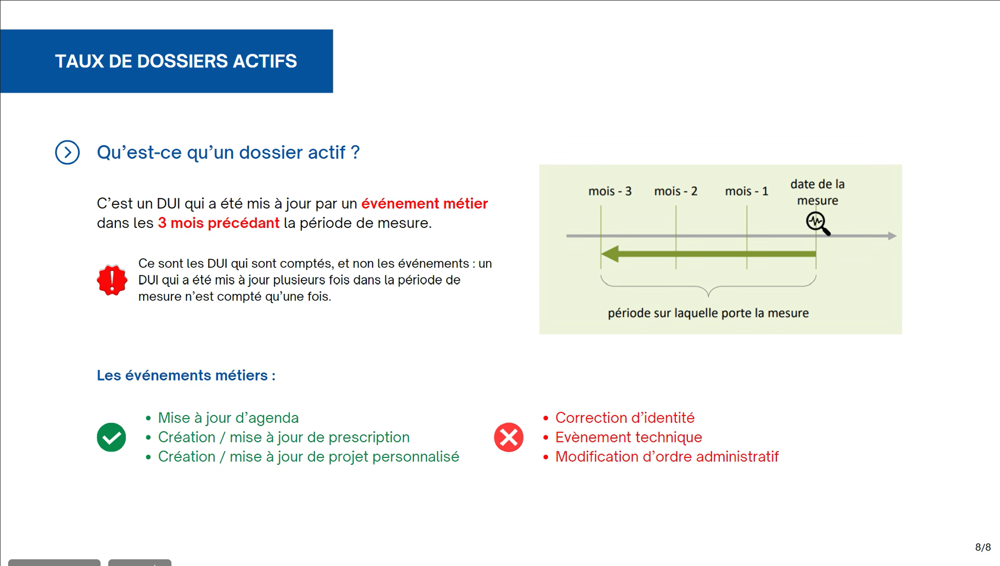 TAUX DE DOSSIERS ACTIFS
Qu’est-ce qu’un dossier actif ?
C’est un DUI qui a été mis à jour par un événement métier
dans les 3 mois précédant la période de mesure.
Ce sont les DUI qui sont comptés, et non les événements : un
DUI qui a été mis à jour plusieurs fois dans la période de
mesure n’est compté qu’une fois.
mois - 3
mois - 2
mois - 1
date de la
mesure
période sur laquelle porte la mesure
Les événements métiers :
• Mise à jour d’agenda
• Création / mise à jour de prescription
• Création / mise à jour de projet personnalisé
• Correction d’identité
• Evènement technique
• Modification d’ordre administratif
8/8